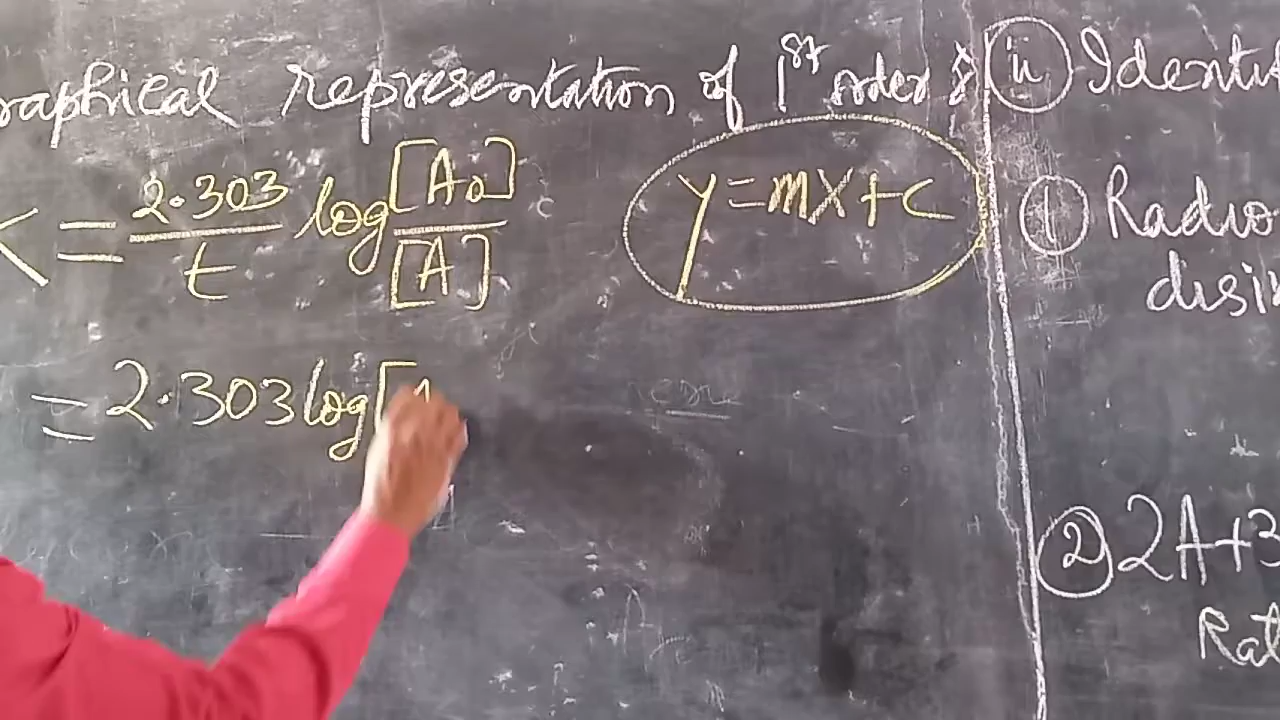 raphical representation of 1st order
K = 2.303/t log [A0]/[A]
y = mx + c
= 2.303 log [A
(ii) Identi
(1) Radio
disin
(2) 2A+3
Rat